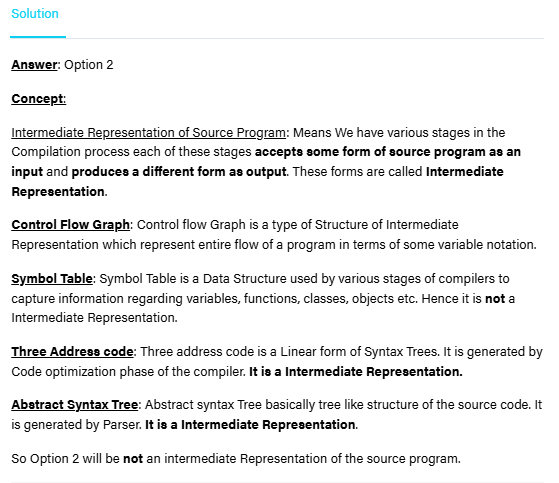 Solution
Answer: Option 2
Concept:
Intermediate Representation of Source Program: Means We have various stages in the
Compilation process each of these stages accepts some form of source program as an
input and produces a different form as output. These forms are called Intermediate
Representation.
Control Flow Graph: Control flow Graph is a type of Structure of Intermediate
Representation which represent entire flow of a program in terms of some variable notation.
Symbol Table: Symbol Table is a Data Structure used by various stages of compilers to
capture information regarding variables, functions, classes, objects etc. Hence it is not a
Intermediate Representation.
Three Address code: Three address code is a Linear form of Syntax Trees. It is generated by
Code optimization phase of the compiler. It is a Intermediate Representation.
Abstract Syntax Tree: Abstract syntax Tree basically tree like structure of the source code. It
is generated by Parser. It is a Intermediate Representation.
So Option 2 will be not an intermediate Representation of the source program.